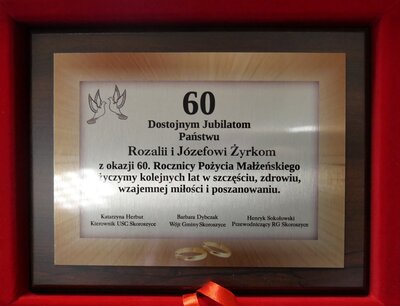 60
Dostojnym Jubilatom
Państwu
Rozalii i Józefowi Żyrkom
z okazji 60. Rocznicy Pożycia Małżeńskiego
życzymy kolejnych lat w szczęściu, zdrowiu,
wzajemnej miłości i poszanowaniu.
Katarzyna Herbut
Kierownik USC Skoroszyce
Barbara Dybczak
Wójt Gminy Skoroszyce
Henryk Sokołowski
Przewodniczący RG Skoroszyce